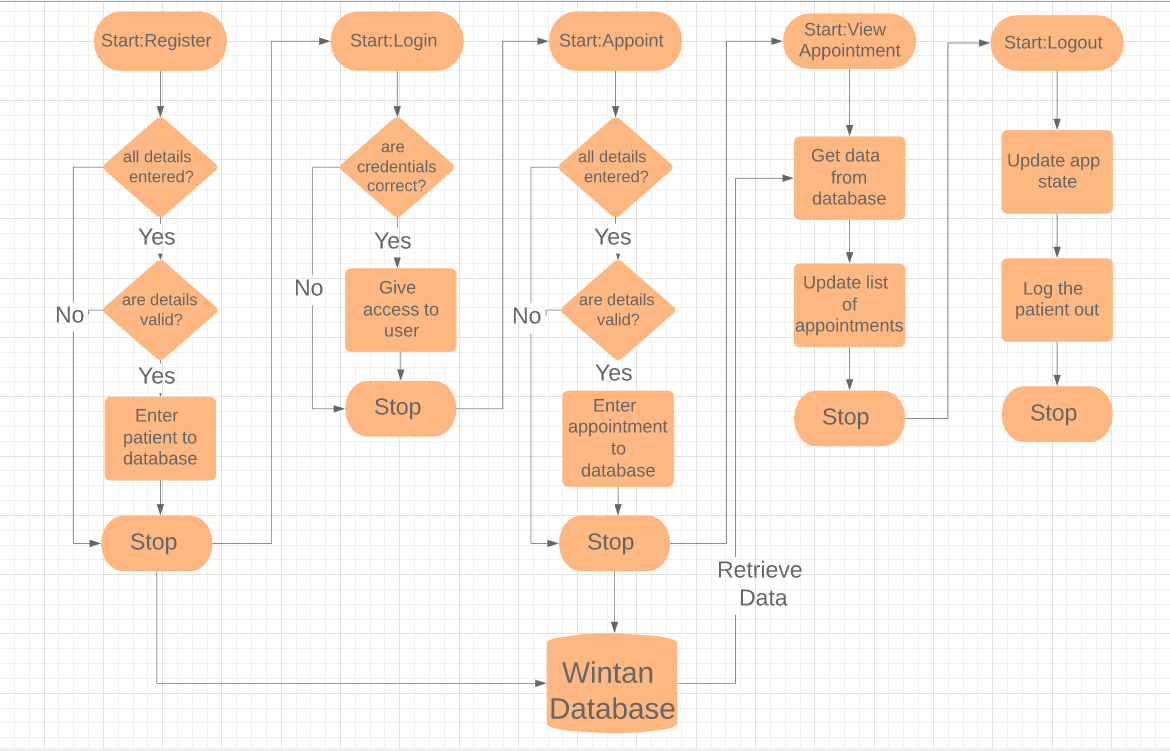 Start:Register
all details
entered?
Yes
are details
valid?
No
Yes
Enter
patient to
database
Stop
Start:Login
are
credentials
correct?
Yes
No
Give
access to
user
Stop
Start:Appoint
all details
entered?
Yes
are details
valid?
No
Yes
Enter
appointment
to
database
Stop
Wintan
Database
Retrieve
Data
Start:View
Appointment
Get data
from
database
Update list
of
appointments
Stop
Start:Logout
Update app
state
Log the
patient out
Stop